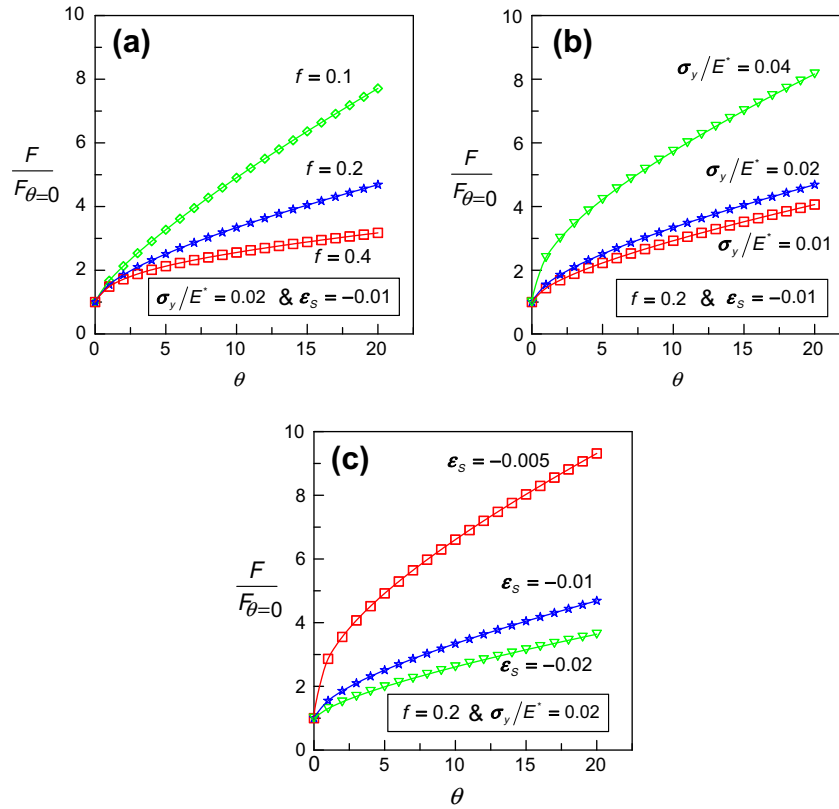 (a)
10
8
6
4
2
0
F
F_{θ=0}
f = 0.1
f = 0.2
f = 0.4
σ_y/E* = 0.02 & ε_S = −0.01
0 5 10 15 20
θ
(b)
10
8
6
4
2
0
F
F_{θ=0}
σ_y/E* = 0.04
σ_y/E* = 0.02
σ_y/E* = 0.01
f = 0.2 & ε_S = −0.01
0 5 10 15 20
θ
(c)
10
8
6
4
2
0
F
F_{θ=0}
ε_S = −0.005
ε_S = −0.01
ε_S = −0.02
f = 0.2 & σ_y/E* = 0.02
0 5 10 15 20
θ